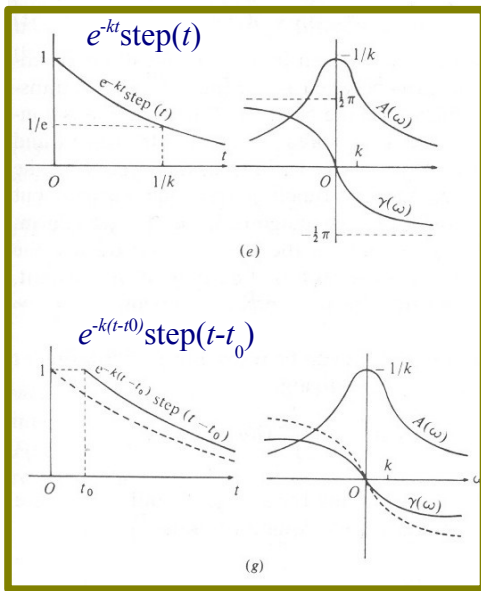 e^-kt step(t)
1
e^-kt step (t)
1/e
O
1/k
t
–1/k
½π
A(ω)
k
O
γ(ω)
–½π
(e)
e^-k(t-t0) step(t-t_0)
1
e^-k(t–t_0) step (t – t_0)
O
t_0
t
–1/k
A(ω)
k
O
γ(ω)
(g)